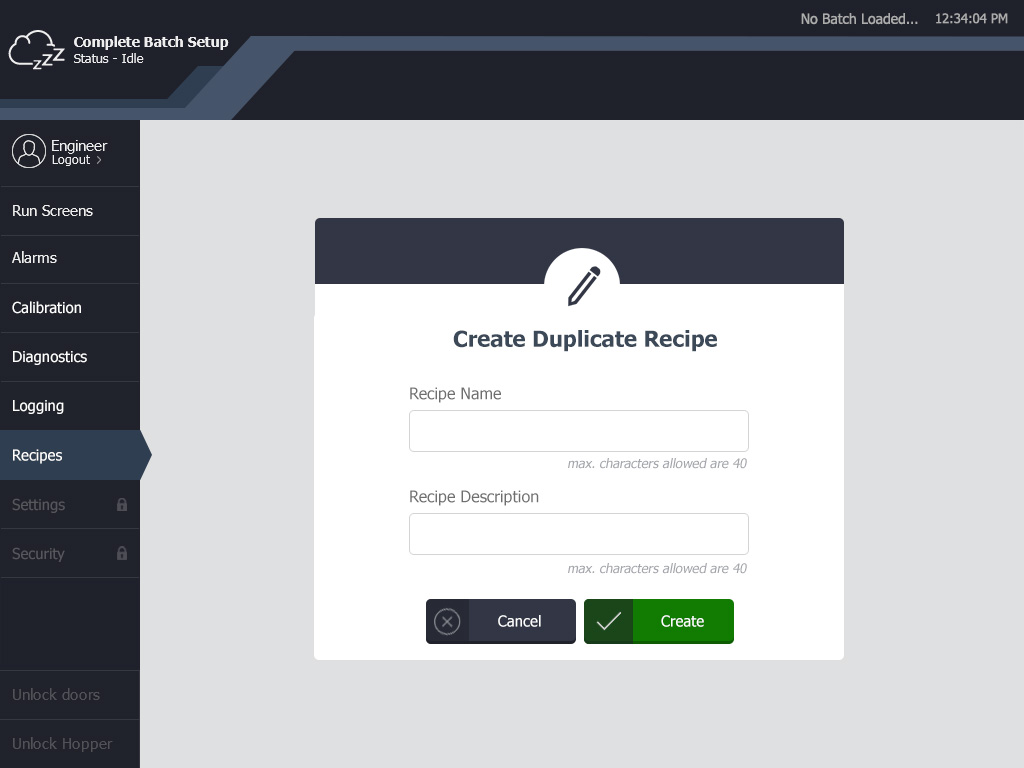 No Batch Loaded... 12:34:04 PM
Complete Batch Setup
Status - Idle
zzz
Engineer
Logout >
Run Screens
Alarms
Calibration
Diagnostics
Logging
Recipes
Settings
Security
Unlock doors
Unlock Hopper
Create Duplicate Recipe
Recipe Name
max. characters allowed are 40
Recipe Description
max. characters allowed are 40
Cancel
Create